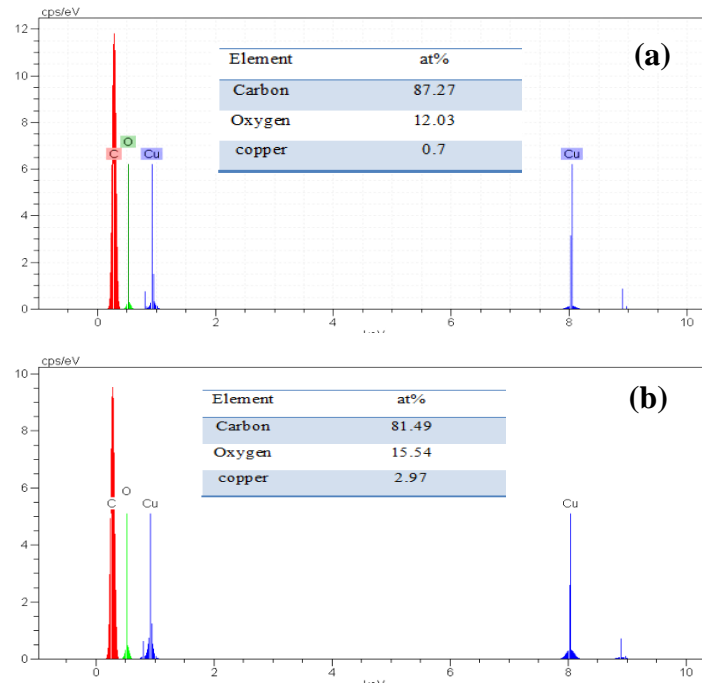 cps/eV
12
10
8
6
4
2
0
(a)
Element at%
Carbon 87.27
Oxygen 12.03
copper 0.7
C O Cu Cu
0 2 4 6 8 10
cps/eV
10
8
6
4
2
0
(b)
Element at%
Carbon 81.49
Oxygen 15.54
copper 2.97
C O Cu Cu
0 2 4 6 8 10